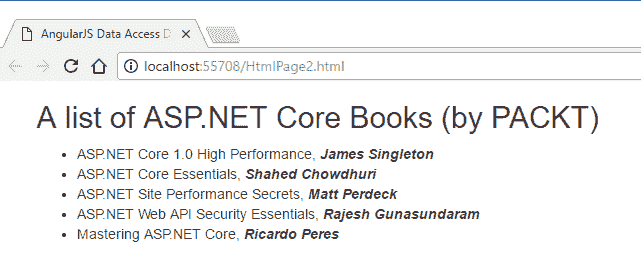 AngularJS Data Access D
localhost:55708/HtmlPage2.html
A list of ASP.NET Core Books (by PACKT)
ASP.NET Core 1.0 High Performance, James Singleton
ASP.NET Core Essentials, Shahed Chowdhuri
ASP.NET Site Performance Secrets, Matt Perdeck
ASP.NET Web API Security Essentials, Rajesh Gunasundaram
Mastering ASP.NET Core, Ricardo Peres